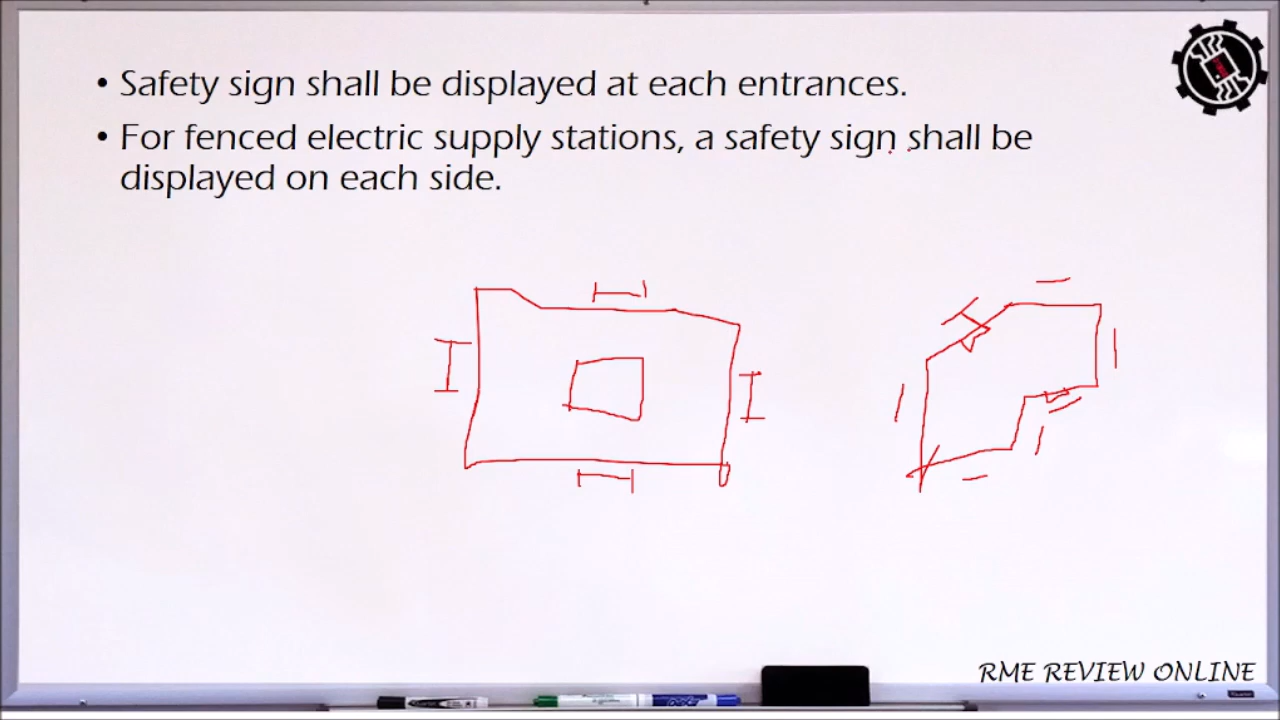 • Safety sign shall be displayed at each entrances.
• For fenced electric supply stations, a safety sign shall be
displayed on each side.
RME REVIEW ONLINE